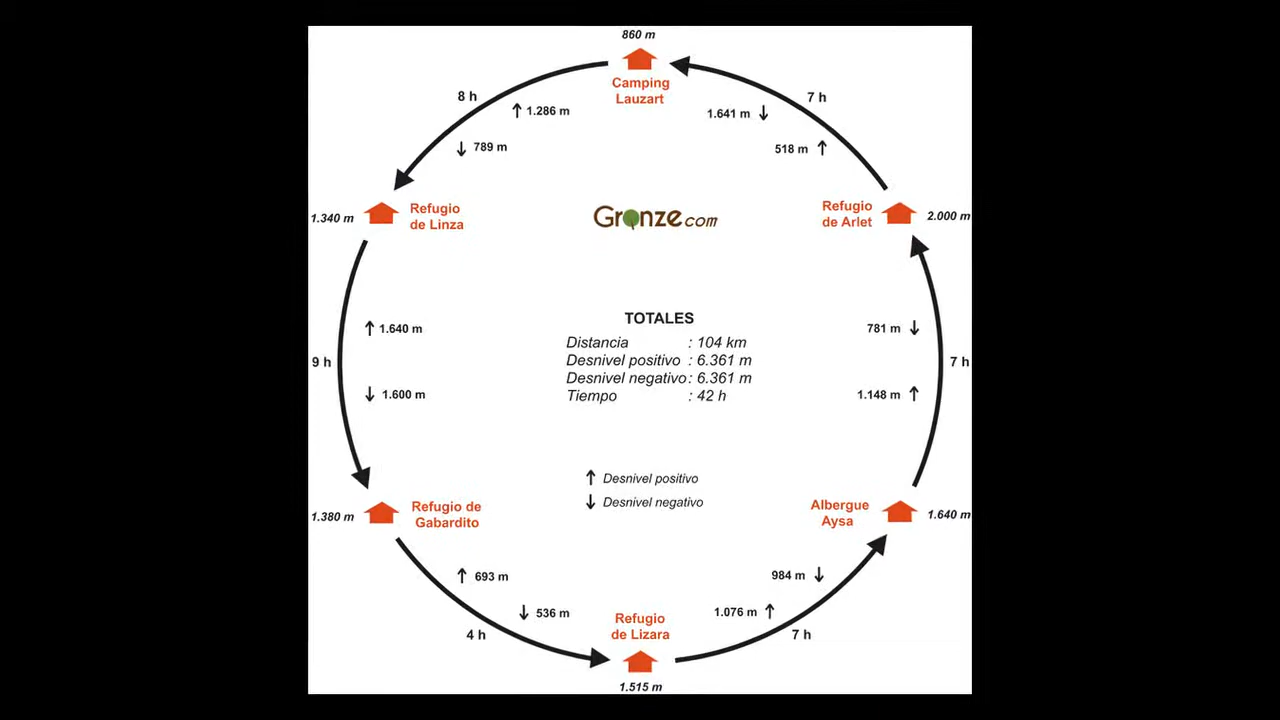 860 m
Camping
Lauzart
8 h
7 h
↑ 1.286 m
1.641 m ↓
↓ 789 m
518 m ↑
1.340 m
Refugio
de Linza
Gronze.com
Refugio
de Arlet
2.000 m
TOTALES
Distancia : 104 km
Desnivel positivo : 6.361 m
Desnivel negativo : 6.361 m
Tiempo : 42 h
↑ 1.640 m
9 h
↓ 1.600 m
781 m ↓
7 h
1.148 m ↑
↑ Desnivel positivo
↓ Desnivel negativo
1.380 m
Refugio de
Gabardito
Albergue
Aysa
1.640 m
↑ 693 m
↓ 536 m
4 h
984 m ↓
1.076 m ↑
7 h
Refugio
de Lizara
1.515 m